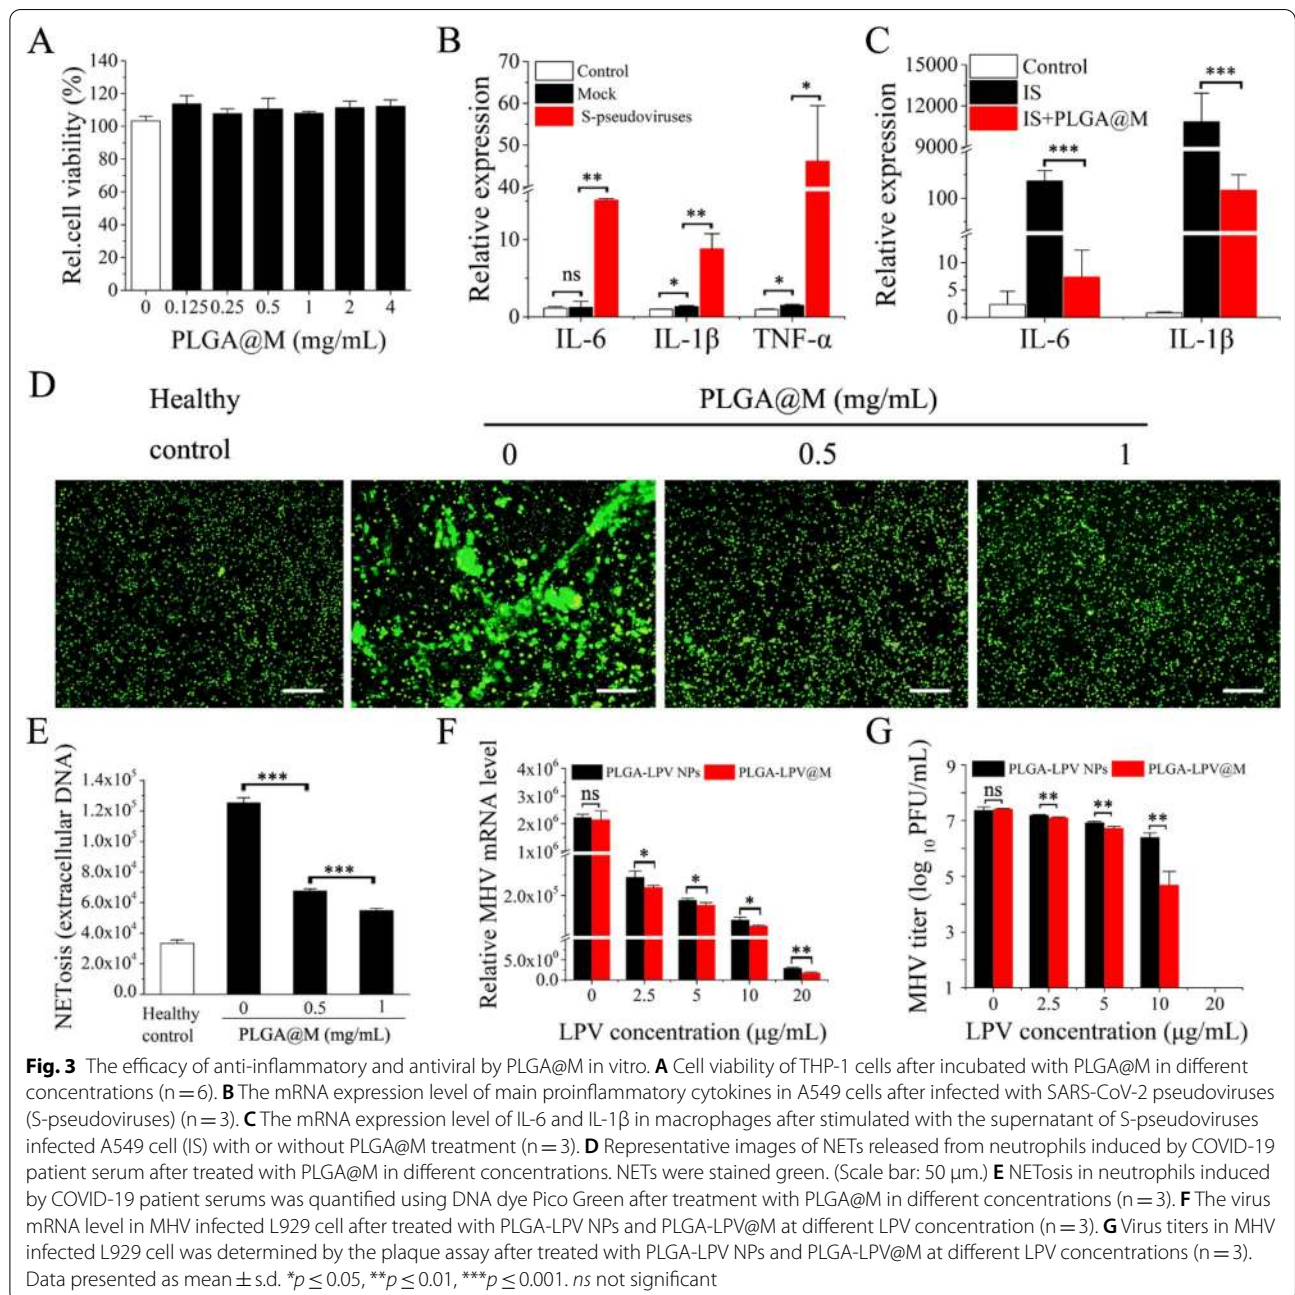 A
Rel.cell viability (%)
140
120
100
80
60
40
20
0
0 0.125 0.25 0.5 1 2 4
PLGA@M (mg/mL)
B
Relative expression
70
60
50
40
10
0
Control
Mock
S-pseudoviruses
ns ** * ** * *
IL-6 IL-1β TNF-α
C
Relative expression
15000
12000
9000
100
10
5
0
Control
IS
IS+PLGA@M
*** ***
IL-6 IL-1β
D
Healthy
control
PLGA@M (mg/mL)
0 0.5 1
E
NETosis (extracellular DNA)
1.4x10⁵
1.2x10⁵
1.0x10⁵
8.0x10⁴
6.0x10⁴
4.0x10⁴
2.0x10⁴
0.0
*** ***
Healthy
control
0 0.5 1
PLGA@M (mg/mL)
F
Relative MHV mRNA level
4x10⁶
3x10⁶
2x10⁶
1x10⁶
2.0x10⁵
0.0
PLGA-LPV NPs PLGA-LPV@M
ns * * * **
0 2.5 5 10 20
LPV concentration (μg/mL)
G
MHV titer (log ₁₀ PFU/mL)
9
7
5
3
1
PLGA-LPV NPs PLGA-LPV@M
ns ** ** **
0 2.5 5 10 20
LPV concentration (μg/mL)
Fig. 3 The efficacy of anti-inflammatory and antiviral by PLGA@M in vitro. A Cell viability of THP-1 cells after incubated with PLGA@M in different
concentrations (n = 6). B The mRNA expression level of main proinflammatory cytokines in A549 cells after infected with SARS-CoV-2 pseudoviruses
(S-pseudoviruses) (n = 3). C The mRNA expression level of IL-6 and IL-1β in macrophages after stimulated with the supernatant of S-pseudoviruses
infected A549 cell (IS) with or without PLGA@M treatment (n = 3). D Representative images of NETs released from neutrophils induced by COVID-19
patient serum after treated with PLGA@M in different concentrations. NETs were stained green. (Scale bar: 50 μm.) E NETosis in neutrophils induced
by COVID-19 patient serums was quantified using DNA dye Pico Green after treatment with PLGA@M in different concentrations (n = 3). F The virus
mRNA level in MHV infected L929 cell after treated with PLGA-LPV NPs and PLGA-LPV@M at different LPV concentration (n = 3). G Virus titers in MHV
infected L929 cell was determined by the plaque assay after treated with PLGA-LPV NPs and PLGA-LPV@M at different LPV concentrations (n = 3).
Data presented as mean ± s.d. *p ≤ 0.05, **p ≤ 0.01, ***p ≤ 0.001. ns not significant